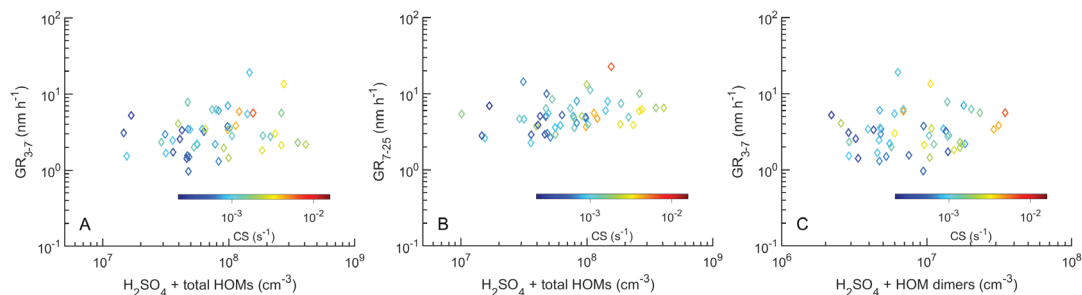 10²
10¹
10⁰
10⁻¹
GR₃₋₇ (nm h⁻¹)
A
10⁻³
10⁻²
CS (s⁻¹)
10⁷
10⁸
10⁹
H₂SO₄ + total HOMs (cm⁻³)
10²
10¹
10⁰
10⁻¹
GR₇₋₂₅ (nm h⁻¹)
B
10⁻³
10⁻²
CS (s⁻¹)
10⁷
10⁸
10⁹
H₂SO₄ + total HOMs (cm⁻³)
10²
10¹
10⁰
10⁻¹
GR₃₋₇ (nm h⁻¹)
C
10⁻³
10⁻²
CS (s⁻¹)
10⁶
10⁷
10⁸
H₂SO₄ + HOM dimers (cm⁻³)